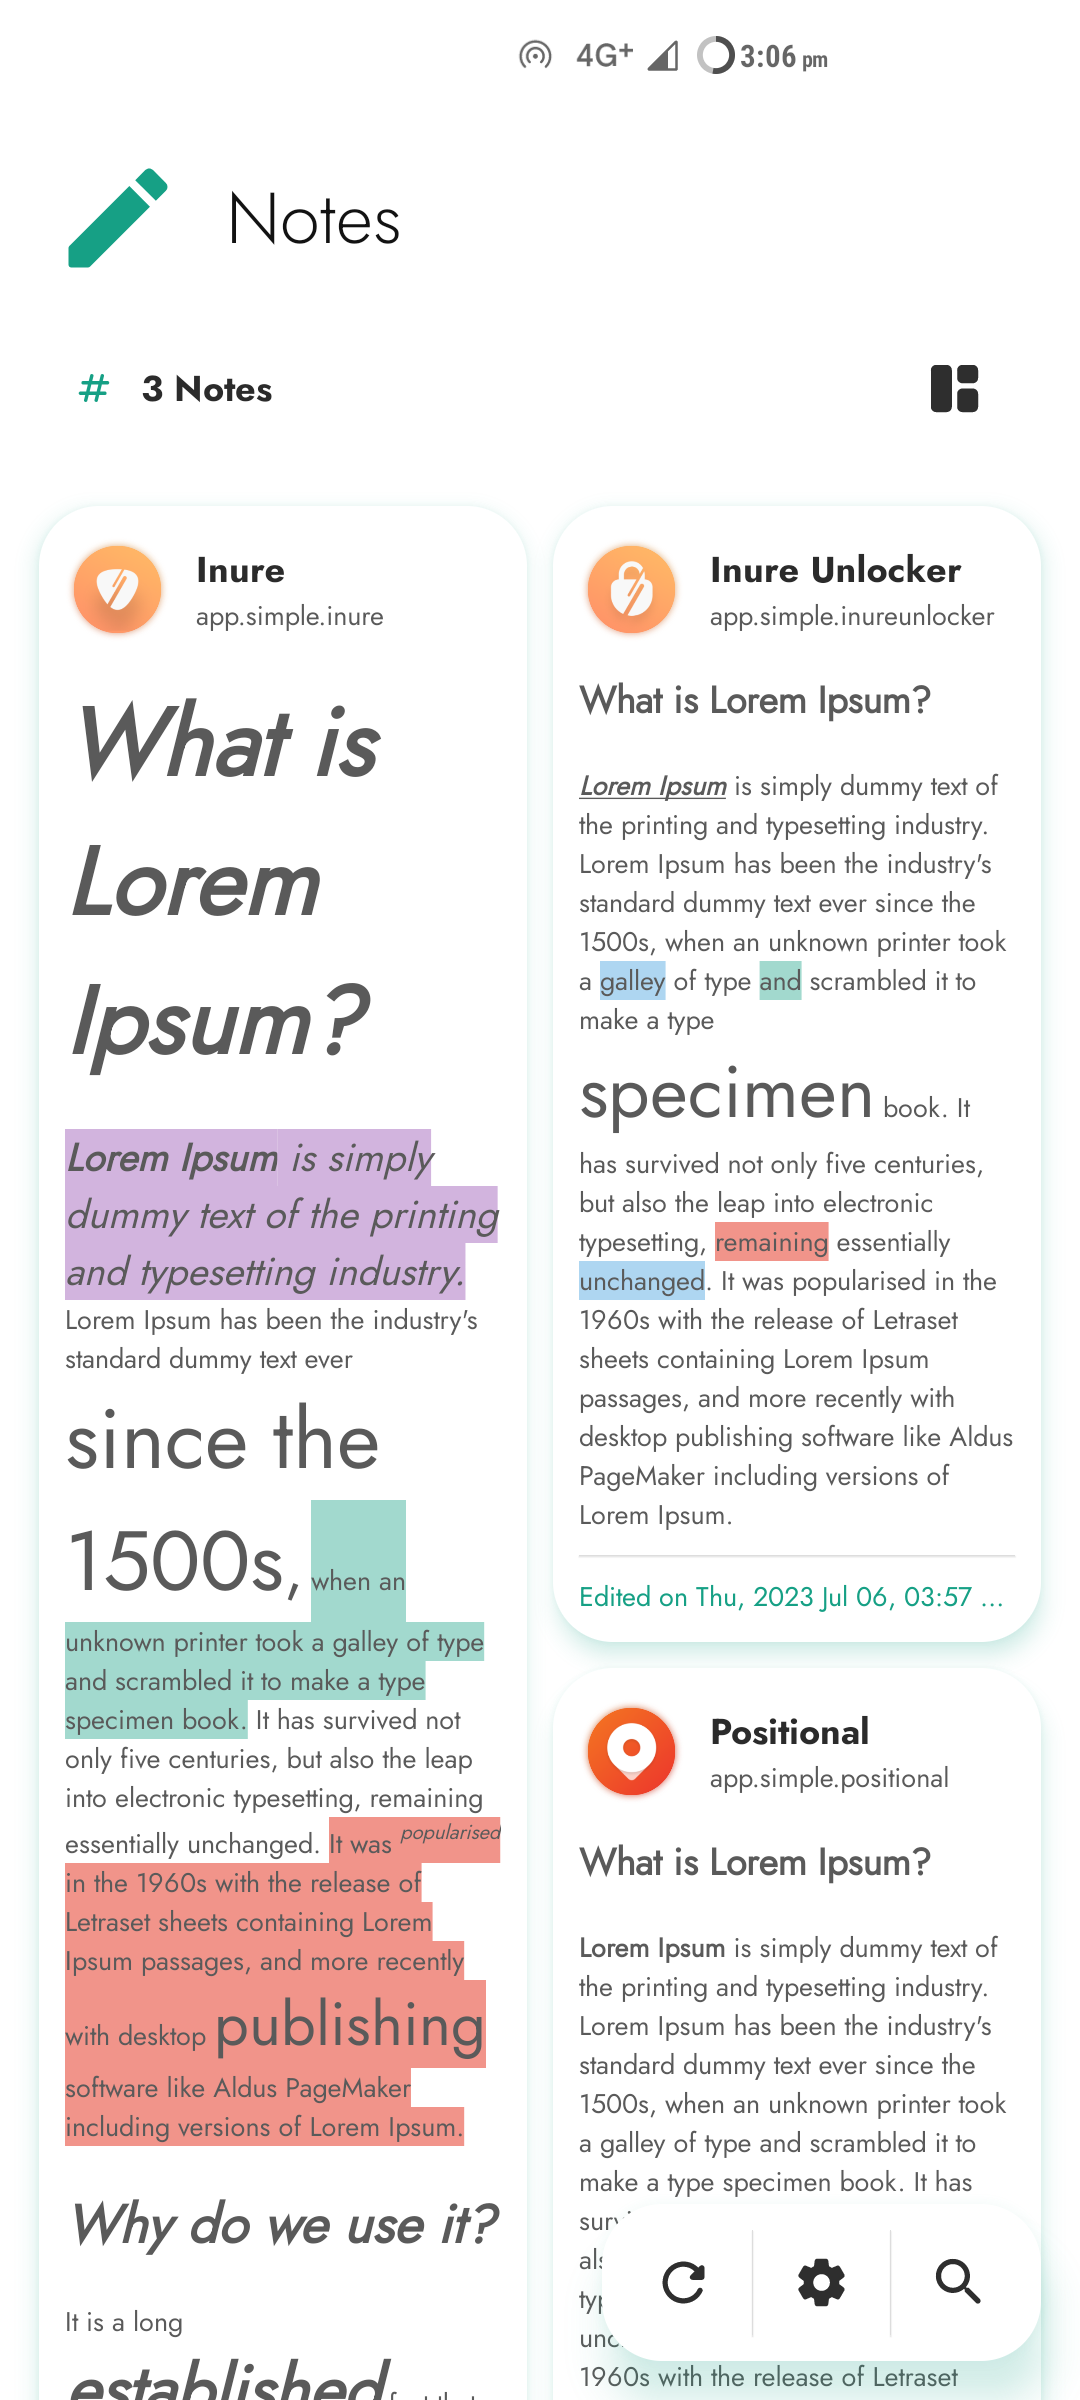 4G+ 3:06 pm
Notes
# 3 Notes
Inure
app.simple.inure
What is
Lorem
Ipsum?
Lorem Ipsum is simply
dummy text of the printing
and typesetting industry.
Lorem Ipsum has been the industry's
standard dummy text ever
since the
1500s, when an
unknown printer took a galley of type
and scrambled it to make a type
specimen book. It has survived not
only five centuries, but also the leap
into electronic typesetting, remaining
essentially unchanged. It was popularised
in the 1960s with the release of
Letraset sheets containing Lorem
Ipsum passages, and more recently
with desktop publishing
software like Aldus PageMaker
including versions of Lorem Ipsum.
Why do we use it?
It is a long
established
Inure Unlocker
app.simple.inureunlocker
What is Lorem Ipsum?
Lorem Ipsum is simply dummy text of
the printing and typesetting industry.
Lorem Ipsum has been the industry's
standard dummy text ever since the
1500s, when an unknown printer took
a galley of type and scrambled it to
make a type
specimen book. It
has survived not only five centuries,
but also the leap into electronic
typesetting, remaining essentially
unchanged. It was popularised in the
1960s with the release of Letraset
sheets containing Lorem Ipsum
passages, and more recently with
desktop publishing software like Aldus
PageMaker including versions of
Lorem Ipsum.
Edited on Thu, 2023 Jul 06, 03:57 ...
Positional
app.simple.positional
What is Lorem Ipsum?
Lorem Ipsum is simply dummy text of
the printing and typesetting industry.
Lorem Ipsum has been the industry's
standard dummy text ever since the
1500s, when an unknown printer took
a galley of type and scrambled it to
make a type specimen book. It has
1960s with the release of Letraset